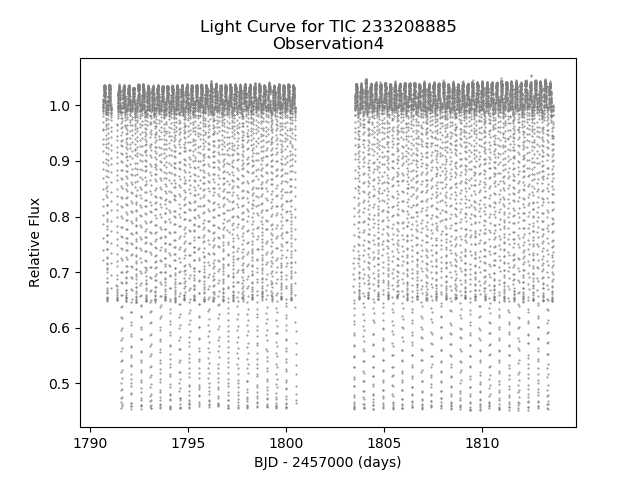 Light Curve for TIC 233208885
Observation4
Relative Flux
1.0
0.9
0.8
0.7
0.6
0.5
1790 1795 1800 1805 1810
BJD - 2457000 (days)